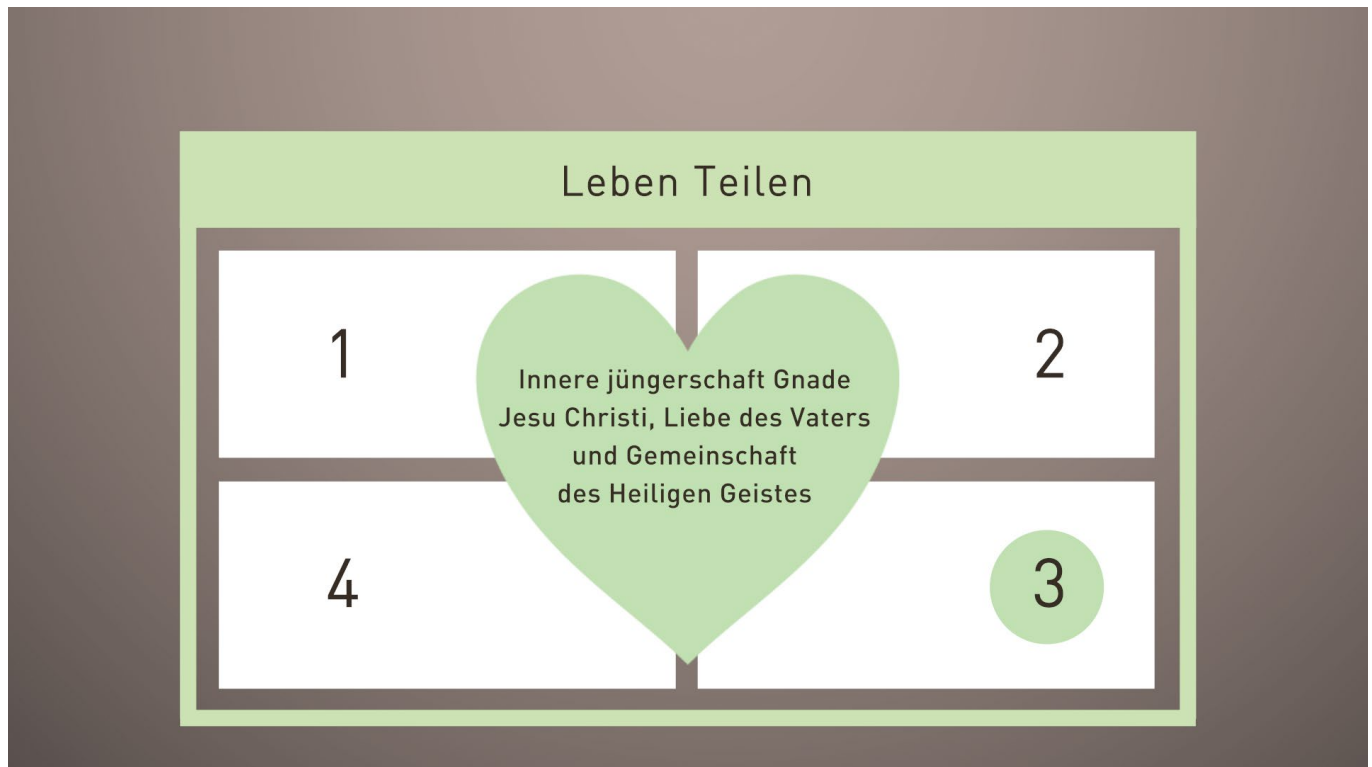 Leben Teilen
1
2
Innere jüngerschaft Gnade
Jesu Christi, Liebe des Vaters
und Gemeinschaft
des Heiligen Geistes
4
3